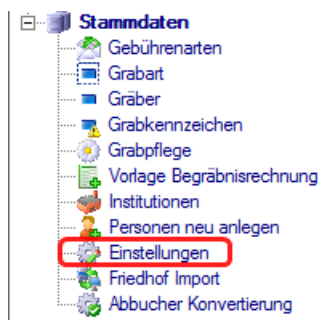 Stammdaten
Gebührenarten
Grabart
Gräber
Grabkennzeichen
Grabpflege
Vorlage Begräbnisrechnung
Institutionen
Personen neu anlegen
Einstellungen
Friedhof Import
Abbucher Konvertierung